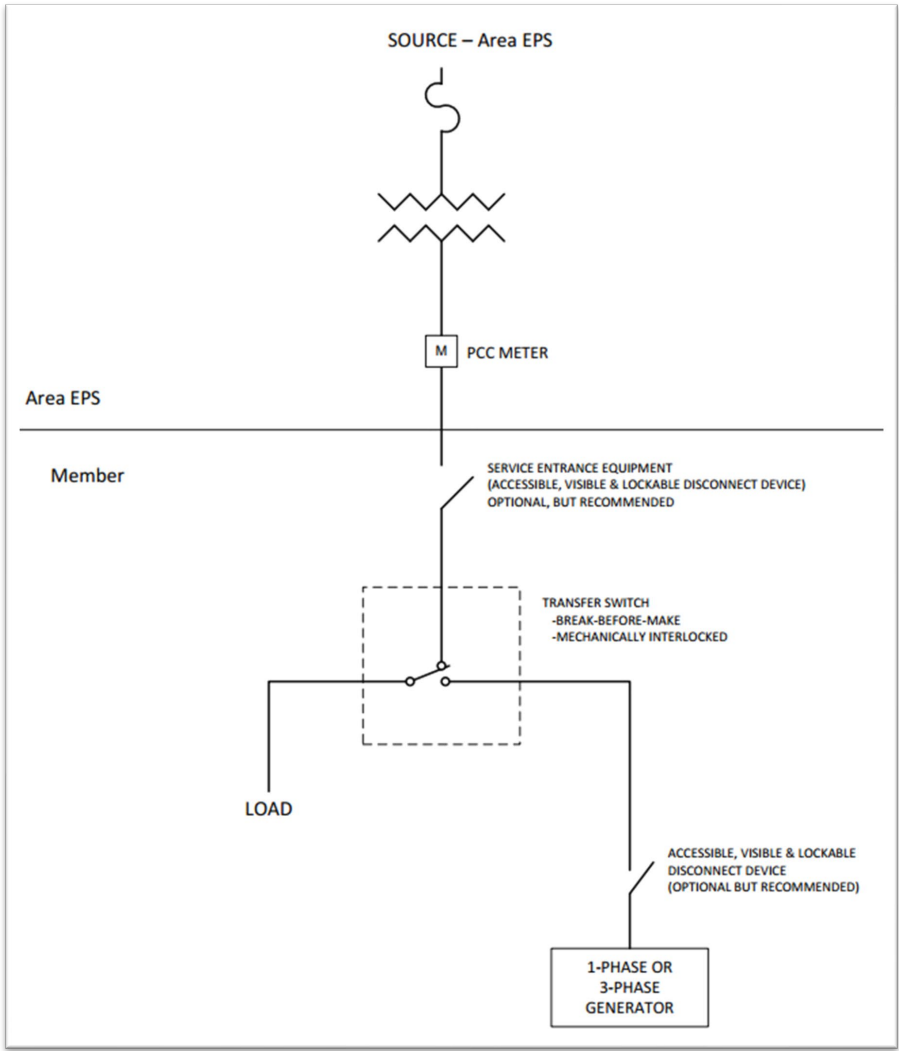 SOURCE – Area EPS
M
PCC METER
Area EPS
Member
SERVICE ENTRANCE EQUIPMENT
(ACCESSIBLE, VISIBLE & LOCKABLE DISCONNECT DEVICE)
OPTIONAL, BUT RECOMMENDED
TRANSFER SWITCH
-BREAK-BEFORE-MAKE
-MECHANICALLY INTERLOCKED
LOAD
ACCESSIBLE, VISIBLE & LOCKABLE
DISCONNECT DEVICE
(OPTIONAL BUT RECOMMENDED)
1-PHASE OR
3-PHASE
GENERATOR